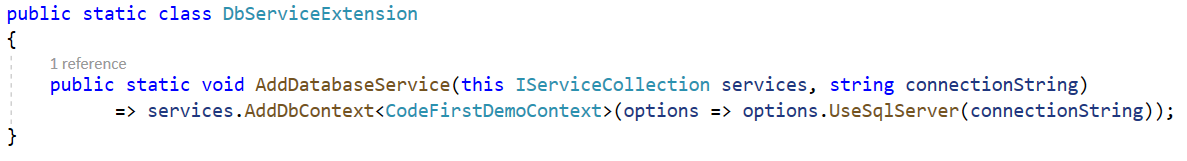 public static class DbServiceExtension
{
1 reference
public static void AddDatabaseService(this IServiceCollection services, string connectionString)
=> services.AddDbContext<CodeFirstDemoContext>(options => options.UseSqlServer(connectionString));
}